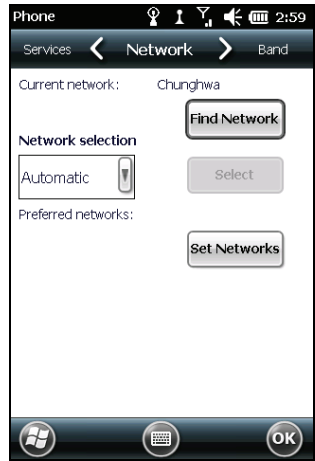 Phone 2:59
Services Network Band
Current network: Chunghwa
Find Network
Network selection
Automatic Select
Preferred networks:
Set Networks
OK